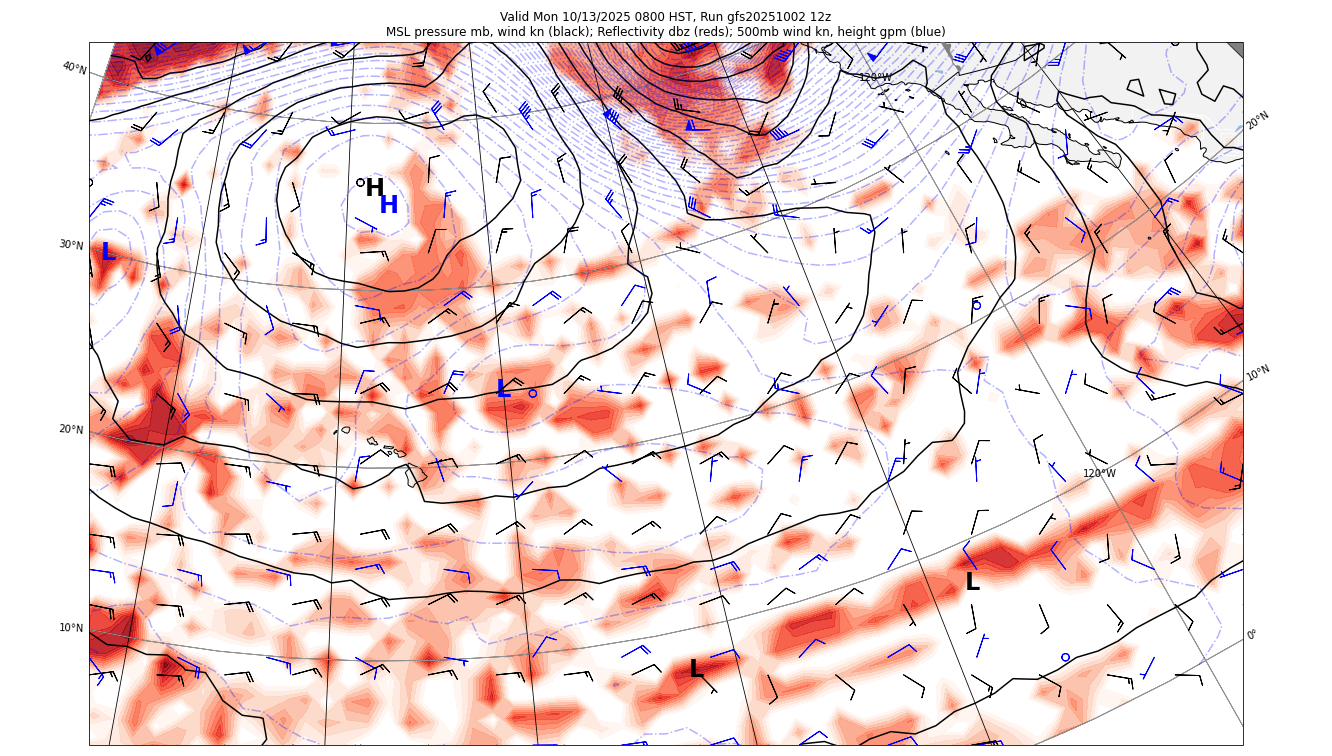 Valid Mon 10/13/2025 0800 HST, Run gfs20251002 12z
MSL pressure mb, wind kn (black); Reflectivity dbz (reds); 500mb wind kn, height gpm (blue)
40°N
120°W
20°N
H
H
30°N
L
10°N
L
20°N
120°W
L
10°N
0°
L